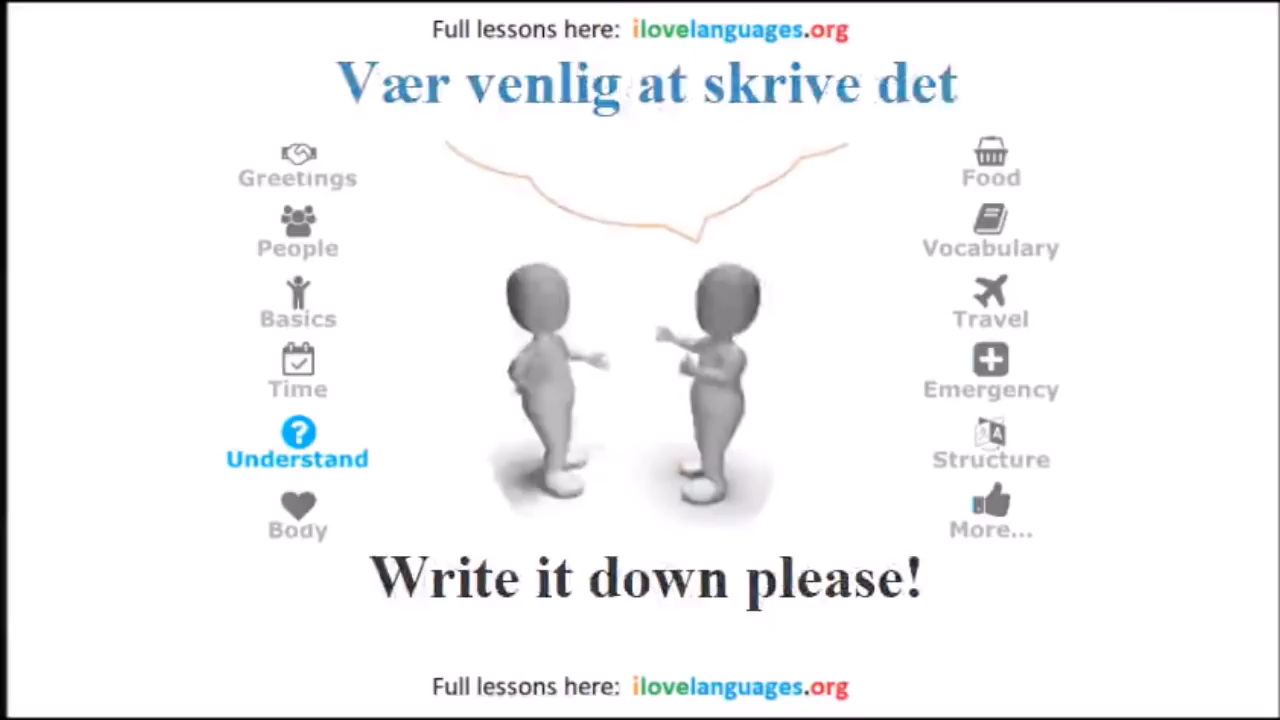 Full lessons here: ilovelanguages.org
Vær venlig at skrive det
Greetings
People
Basics
Time
Understand
Body
Food
Vocabulary
Travel
Emergency
A
Structure
More...
Write it down please!
Full lessons here: ilovelanguages.org